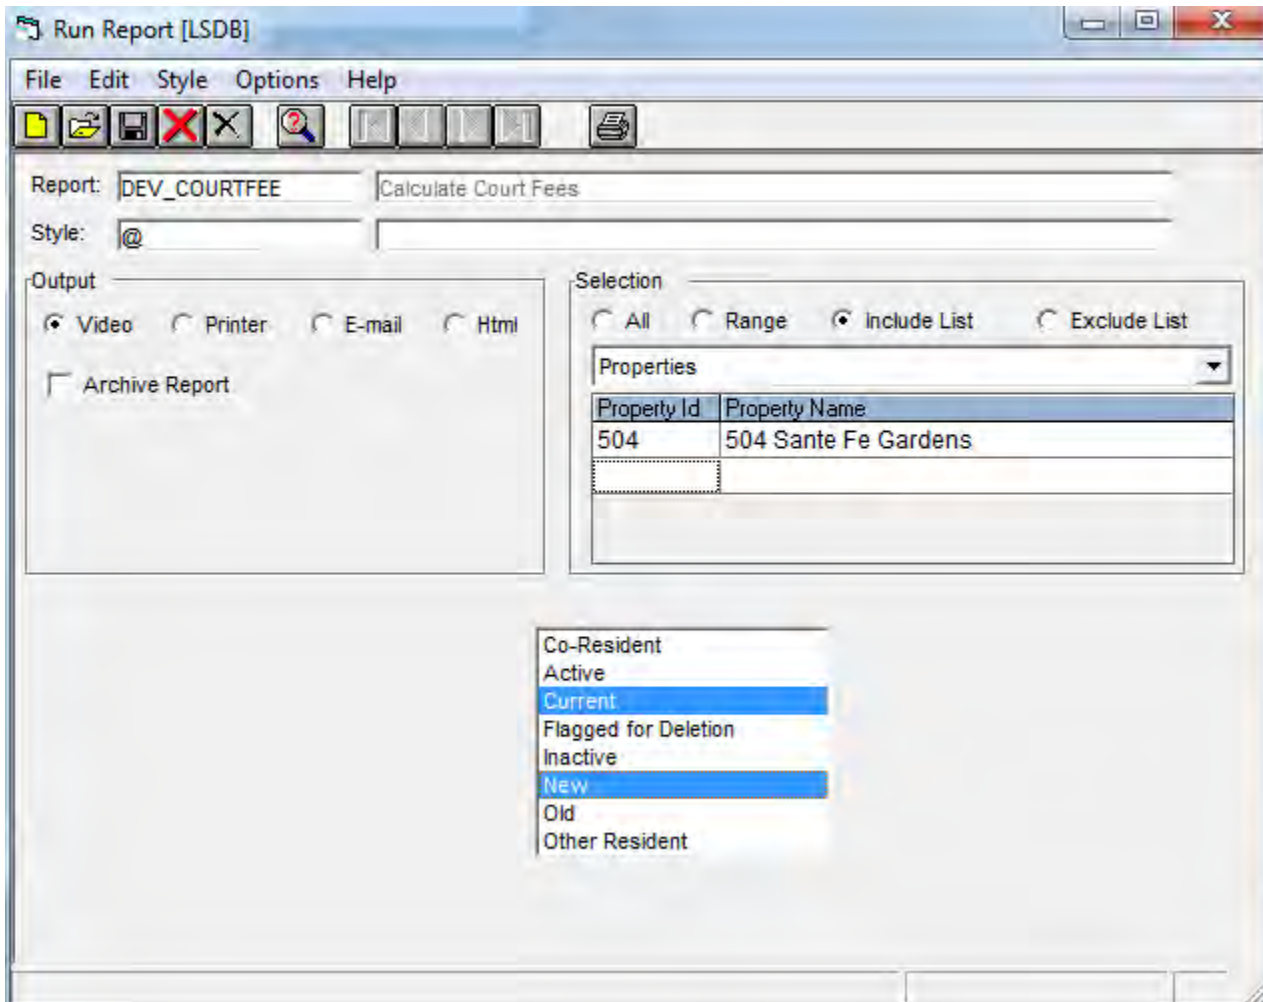 Run Report [LSDB]
File Edit Style Options Help
Report: DEV_COURTFEE Calculate Court Fees
Style: @
Output
Video Printer E-mail Html
Archive Report
Selection
All Range Include List Exclude List
Properties
Property Id Property Name
504 504 Sante Fe Gardens
Co-Resident
Active
Current
Flagged for Deletion
Inactive
New
Old
Other Resident